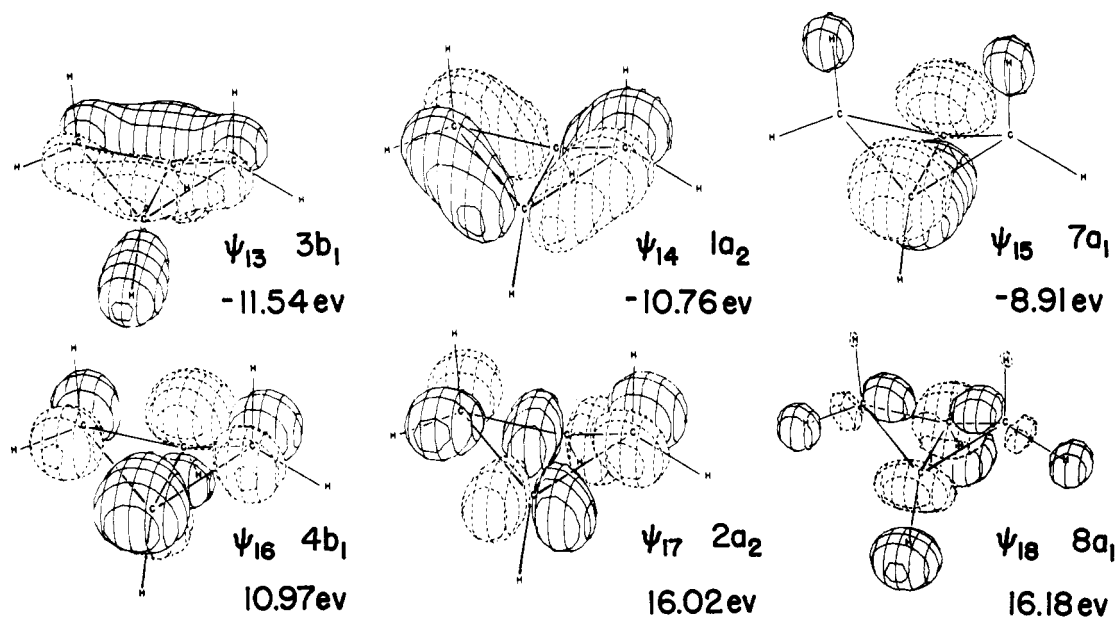 ψ13 3b1
-11.54 ev
ψ14 1a2
-10.76 ev
ψ15 7a1
-8.91 ev
ψ16 4b1
10.97 ev
ψ17 2a2
16.02 ev
ψ18 8a1
16.18 ev